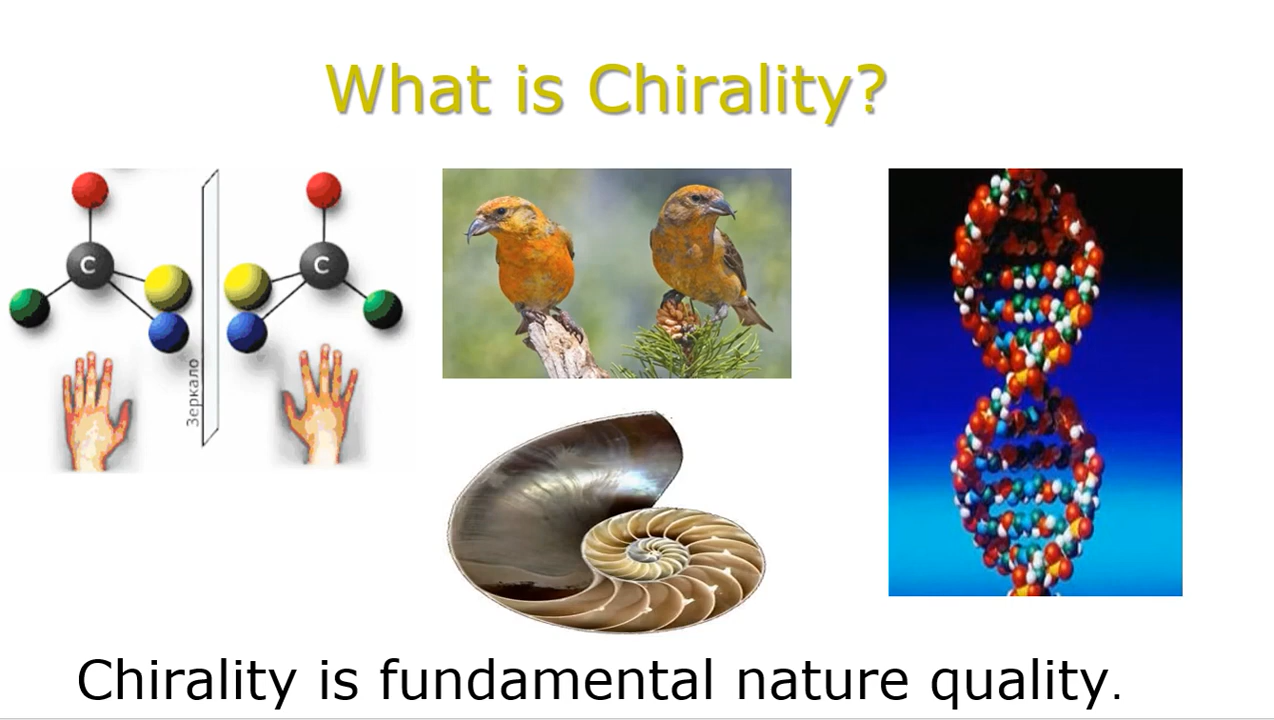 What is Chirality?
C
C
Зеркало
Chirality is fundamental nature quality.